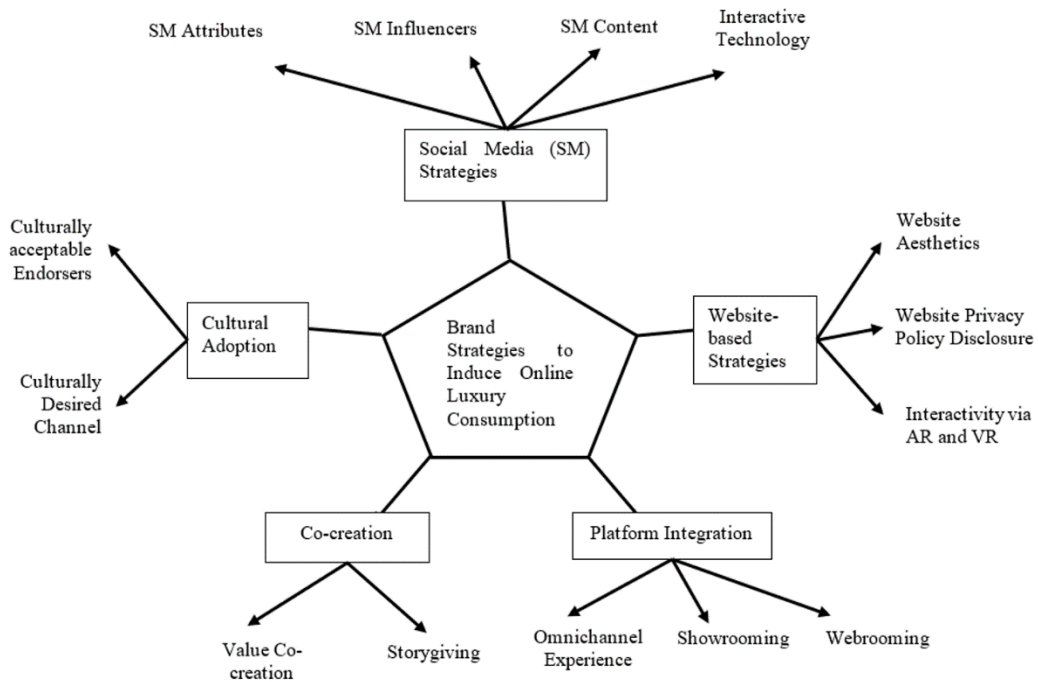 SM Attributes
SM Influencers
SM Content
Interactive
Technology
Social Media (SM)
Strategies
Culturally
acceptable
Endorsers
Cultural
Adoption
Culturally
Desired
Channel
Brand
Strategies to
Induce Online
Luxury
Consumption
Website-
based
Strategies
Website
Aesthetics
Website Privacy
Policy Disclosure
Interactivity via
AR and VR
Co-creation
Value Co-
creation
Storygiving
Platform Integration
Omnichannel
Experience
Showrooming
Webrooming